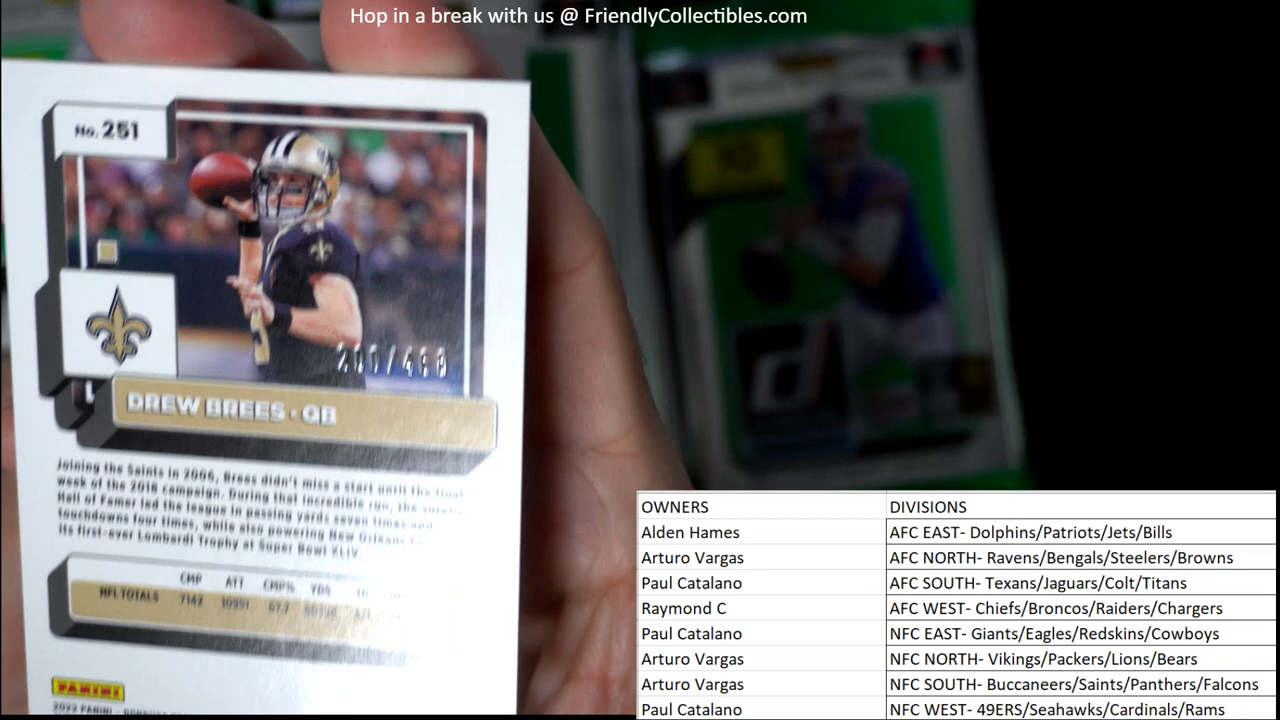 Hop in a break with us @ FriendlyCollectibles.com
No. 251
DREW BREES · QB
Joining the Saints in 2006, Brees didn't miss a start until the final
week of the 2018 campaign. During that incredible run, the
Hall of Famer led the league in passing yards seven times and
touchdowns four times, while also powering New Orleans to
its first-ever Lombardi Trophy at Super Bowl XLIV.
CMP ATT CMP% YDS
NFL TOTALS 7142 10551 67.7
PANINI
2022 PANINI - DONRUSS
OWNERS DIVISIONS
Alden Hames AFC EAST- Dolphins/Patriots/Jets/Bills
Arturo Vargas AFC NORTH- Ravens/Bengals/Steelers/Browns
Paul Catalano AFC SOUTH- Texans/Jaguars/Colt/Titans
Raymond C AFC WEST- Chiefs/Broncos/Raiders/Chargers
Paul Catalano NFC EAST- Giants/Eagles/Redskins/Cowboys
Arturo Vargas NFC NORTH- Vikings/Packers/Lions/Bears
Arturo Vargas NFC SOUTH- Buccaneers/Saints/Panthers/Falcons
Paul Catalano NFC WEST- 49ERS/Seahawks/Cardinals/Rams